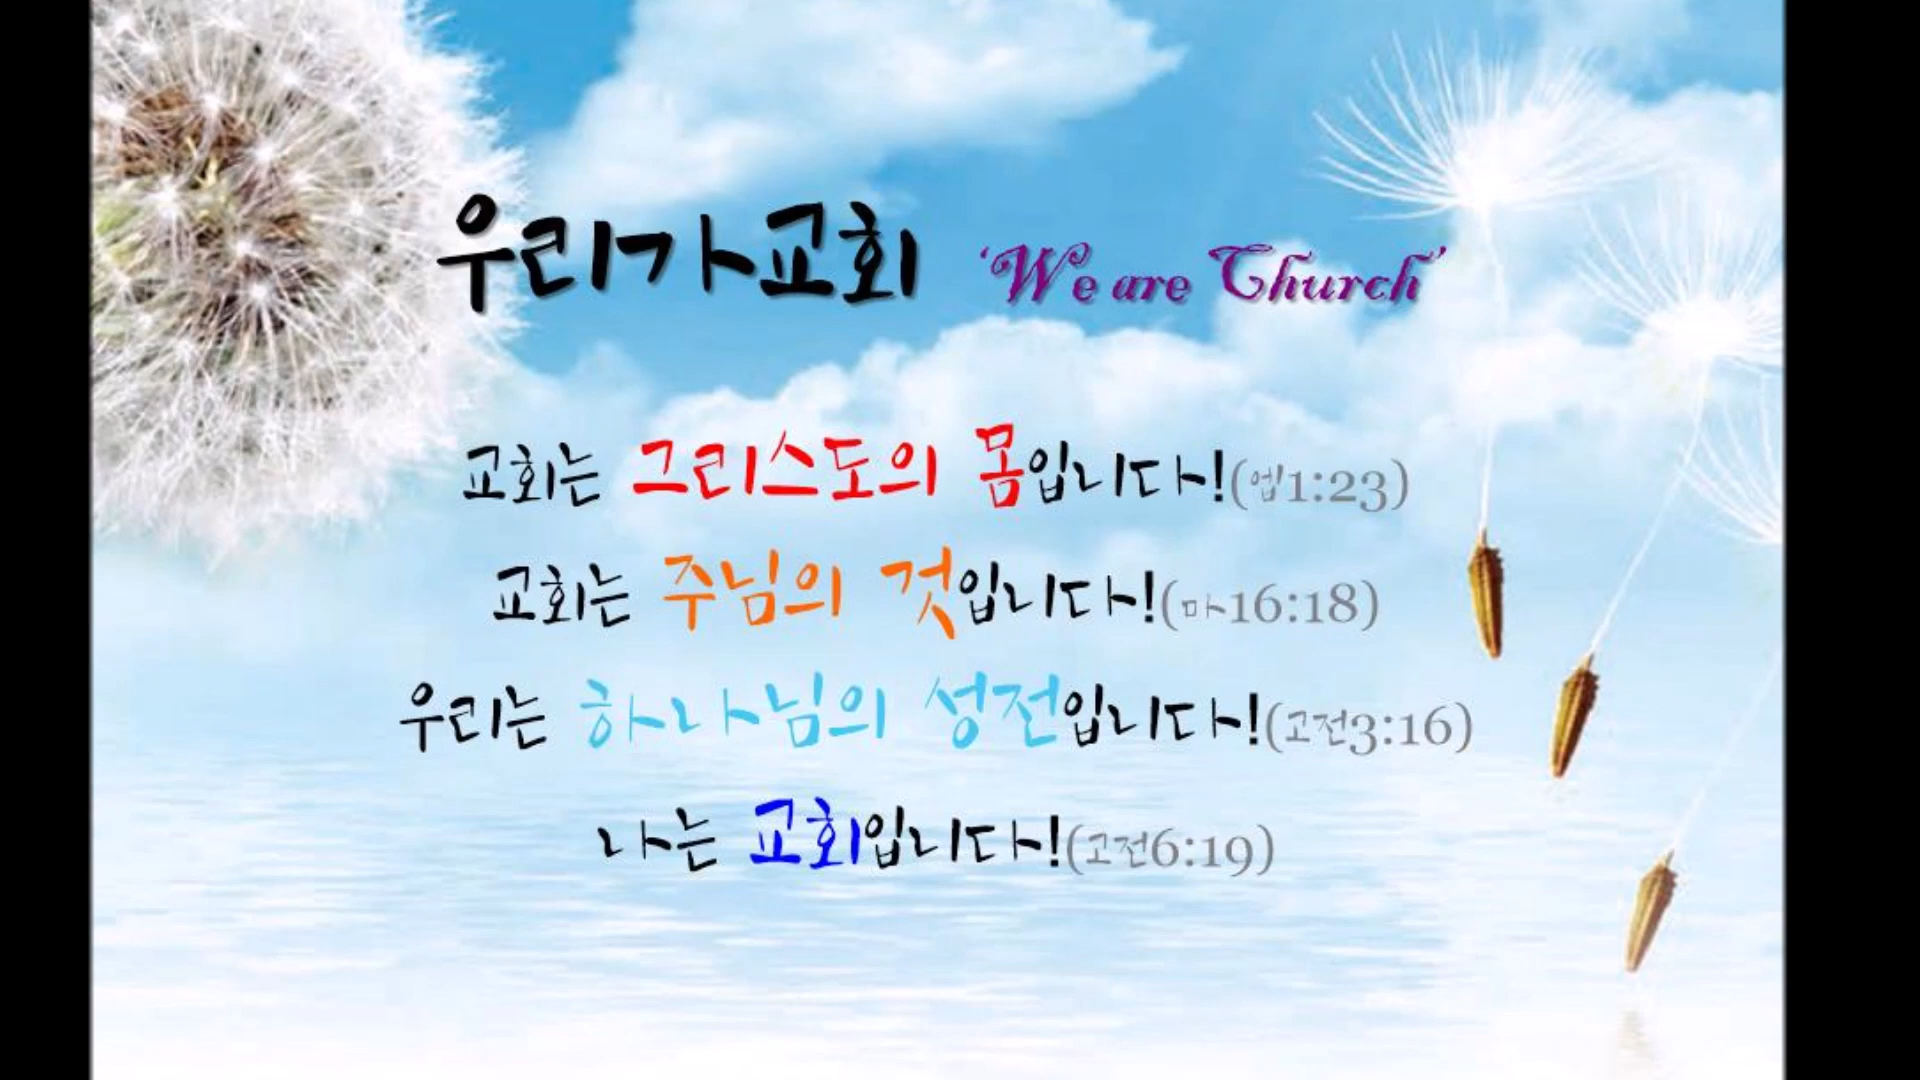 우리가교회 'We are Church'
교회는 그리스도의 몸입니다!(엡1:23)
교회는 주님의 것입니다!(마16:18)
우리는 하나님의 성전입니다!(고전3:16)
나는 교회입니다!(고전6:19)